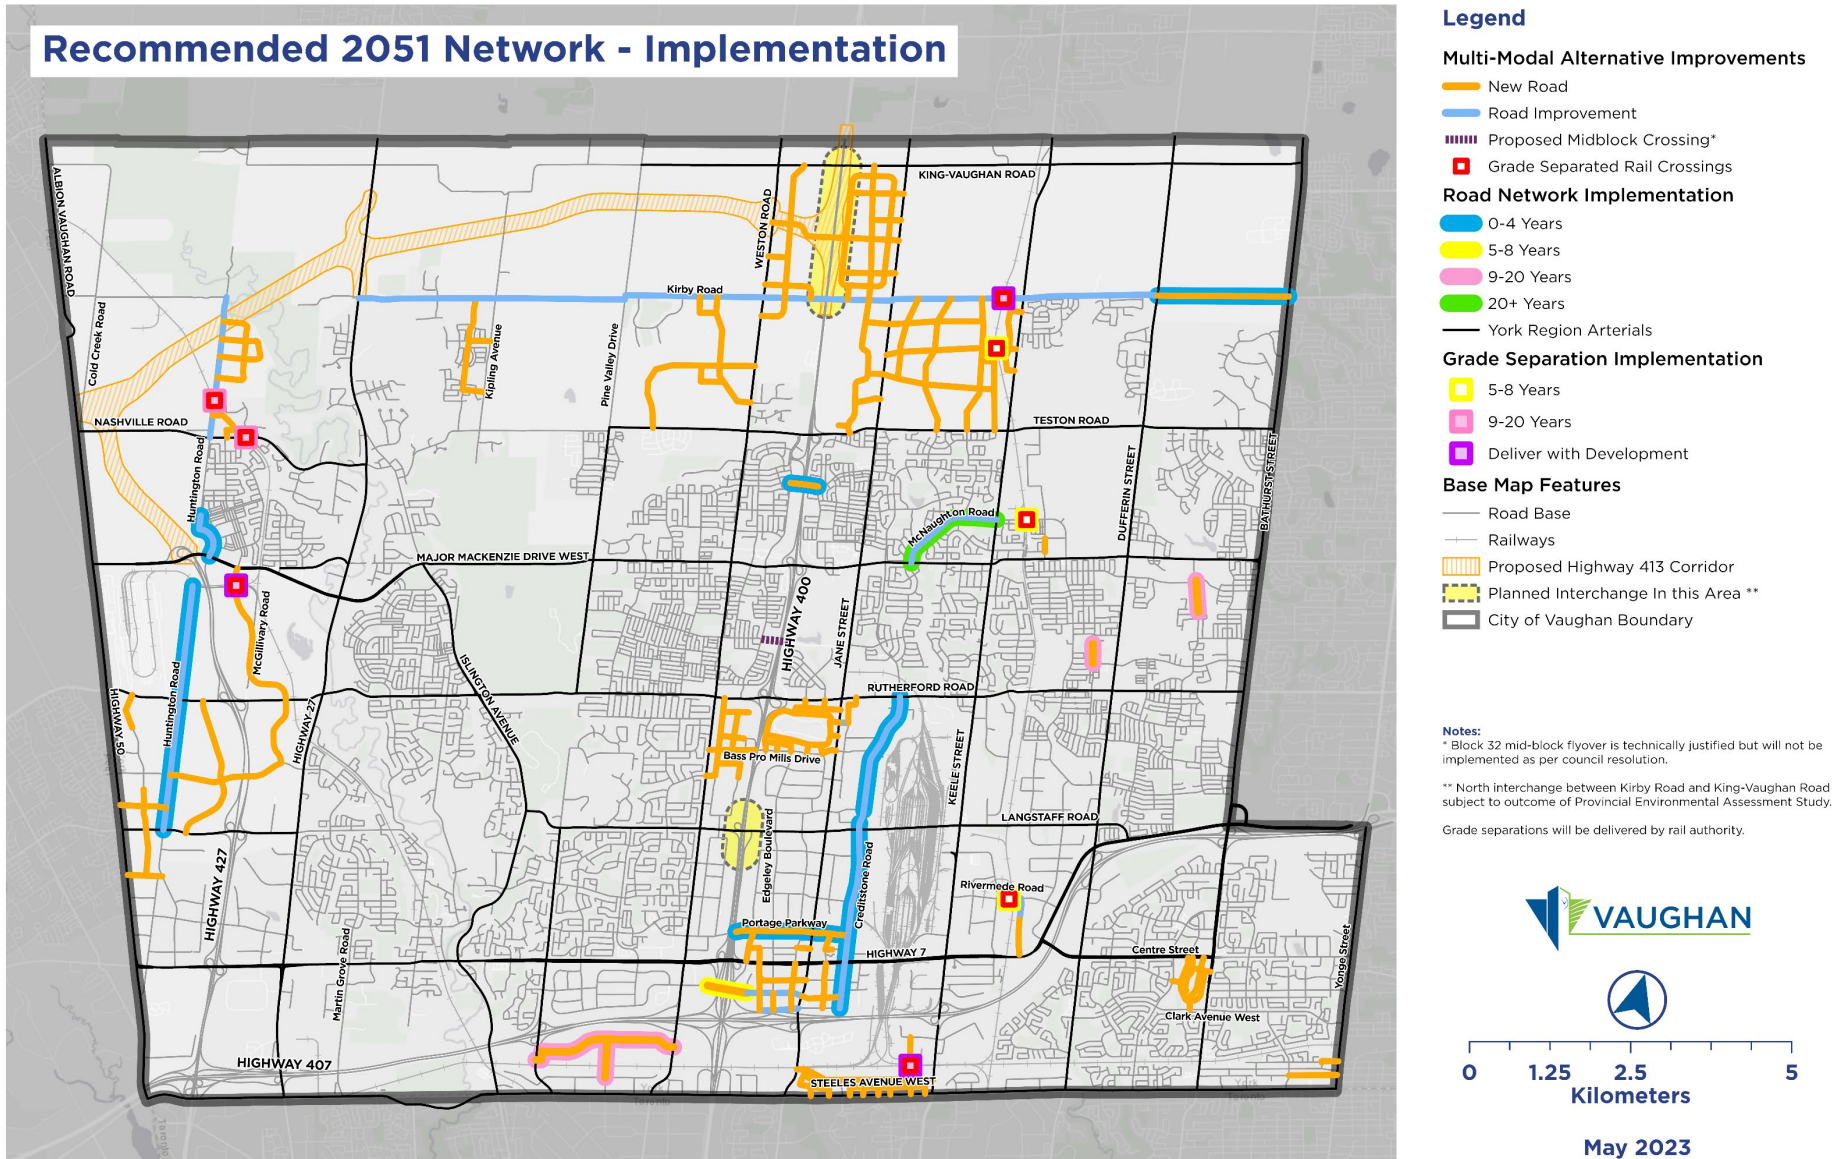 Recommended 2051 Network - Implementation
ALBION VAUGHAN ROAD
KING-VAUGHAN ROAD
WESTON ROAD
Kirby Road
Cold Creek Road
Kipling Avenue
Pine Valley Drive
NASHVILLE ROAD
TESTON ROAD
Huntington Road
DUFFERIN STREET
BATHURST STREET
McNaughton Road
MAJOR MACKENZIE DRIVE WEST
HIGHWAY 400
JANE STREET
McGillivary Road
ISLINGTON AVENUE
HIGHWAY 50
Huntington Road
HIGHWAY 27
RUTHERFORD ROAD
Bass Pro Mills Drive
KEELE STREET
LANGSTAFF ROAD
Edgeley Boulevard
Creditstone Road
HIGHWAY 427
Rivermede Road
Portage Parkway
HIGHWAY 7
Centre Street
Yonge Street
Martin Grove Road
Clark Avenue West
HIGHWAY 407
STEELES AVENUE WEST
Toronto
York
Toronto
Toronto
Legend
Multi-Modal Alternative Improvements
New Road
Road Improvement
Proposed Midblock Crossing*
Grade Separated Rail Crossings
Road Network Implementation
0-4 Years
5-8 Years
9-20 Years
20+ Years
York Region Arterials
Grade Separation Implementation
5-8 Years
9-20 Years
Deliver with Development
Base Map Features
Road Base
Railways
Proposed Highway 413 Corridor
Planned Interchange In this Area **
City of Vaughan Boundary
Notes:
* Block 32 mid-block flyover is technically justified but will not be
implemented as per council resolution.
** North interchange between Kirby Road and King-Vaughan Road
subject to outcome of Provincial Environmental Assessment Study.
Grade separations will be delivered by rail authority.
VAUGHAN
0 1.25 2.5 5
Kilometers
May 2023